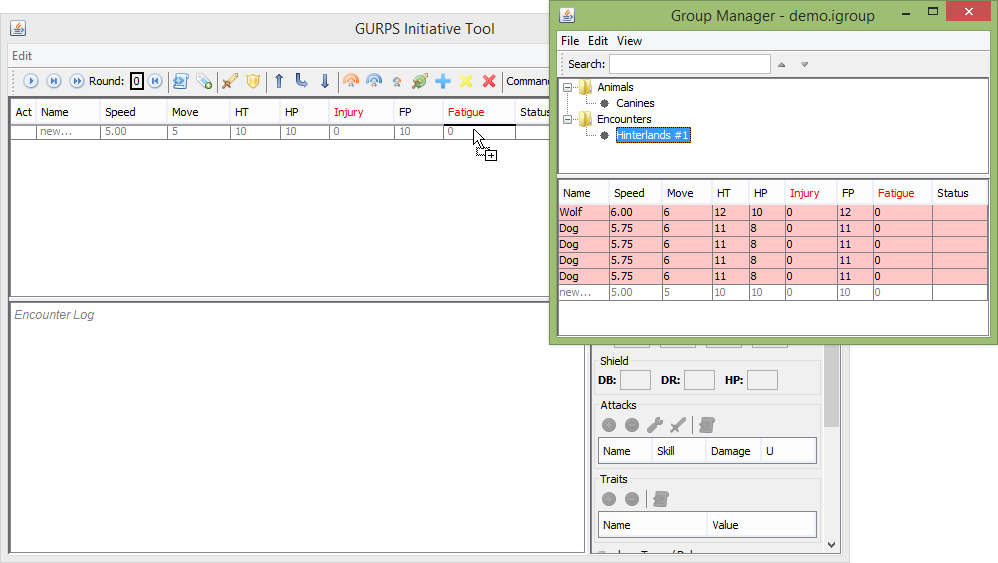 GURPS Initiative Tool
Edit
Round: 0 Comman
Act Name Speed Move HT HP Injury FP Fatigue Statu
new... 5.00 5 10 10 0 10 0
Encounter Log
Group Manager - demo.igroup
File Edit View
Search:
Animals
Canines
Encounters
Hinterlands #1
Name Speed Move HT HP Injury FP Fatigue Status
Wolf 6.00 6 12 10 0 12 0
Dog 5.75 6 11 8 0 11 0
Dog 5.75 6 11 8 0 11 0
Dog 5.75 6 11 8 0 11 0
Dog 5.75 6 11 8 0 11 0
new... 5.00 5 10 10 0 10 0
Shield
DB: DR: HP:
Attacks
Name Skill Damage U
Traits
Name Value